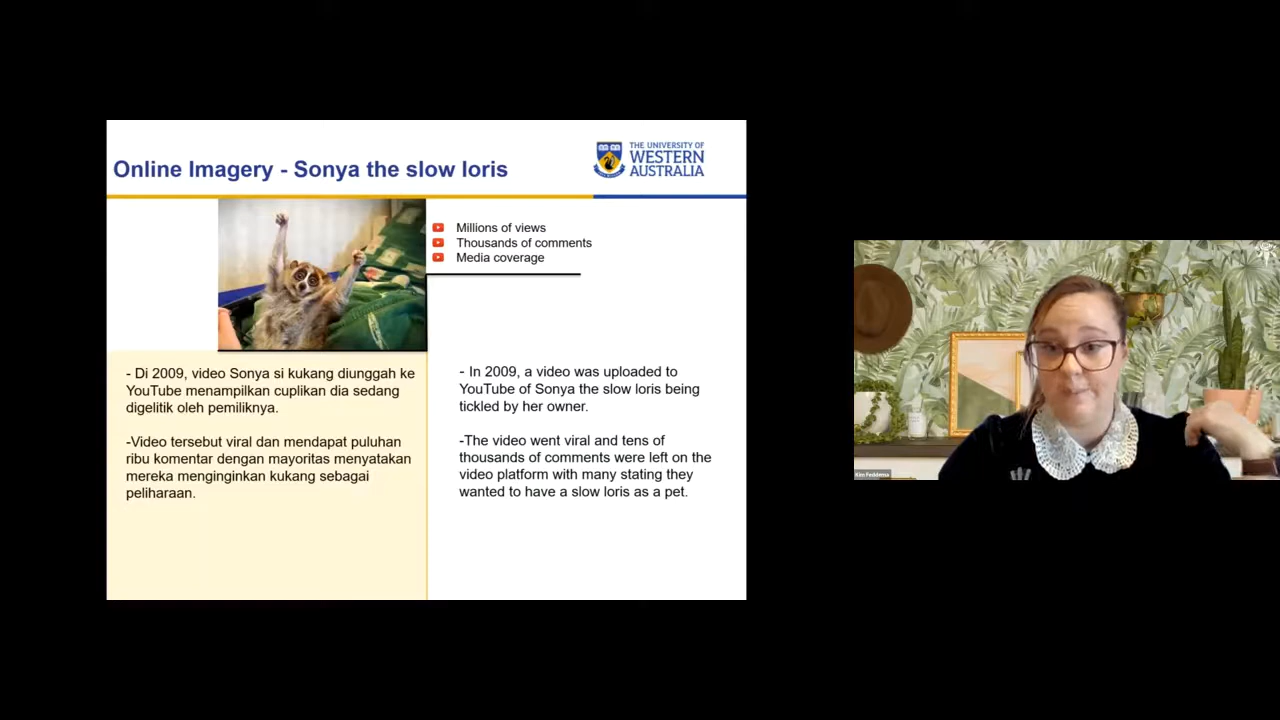 Online Imagery - Sonya the slow loris
THE UNIVERSITY OF
WESTERN
AUSTRALIA
Millions of views
Thousands of comments
Media coverage
- Di 2009, video Sonya si kukang diunggah ke
YouTube menampilkan cuplikan dia sedang
digelitik oleh pemiliknya.
-Video tersebut viral dan mendapat puluhan
ribu komentar dengan mayoritas menyatakan
mereka menginginkan kukang sebagai
peliharaan.
- In 2009, a video was uploaded to
YouTube of Sonya the slow loris being
tickled by her owner.
-The video went viral and tens of
thousands of comments were left on the
video platform with many stating they
wanted to have a slow loris as a pet.
Kim Feddema